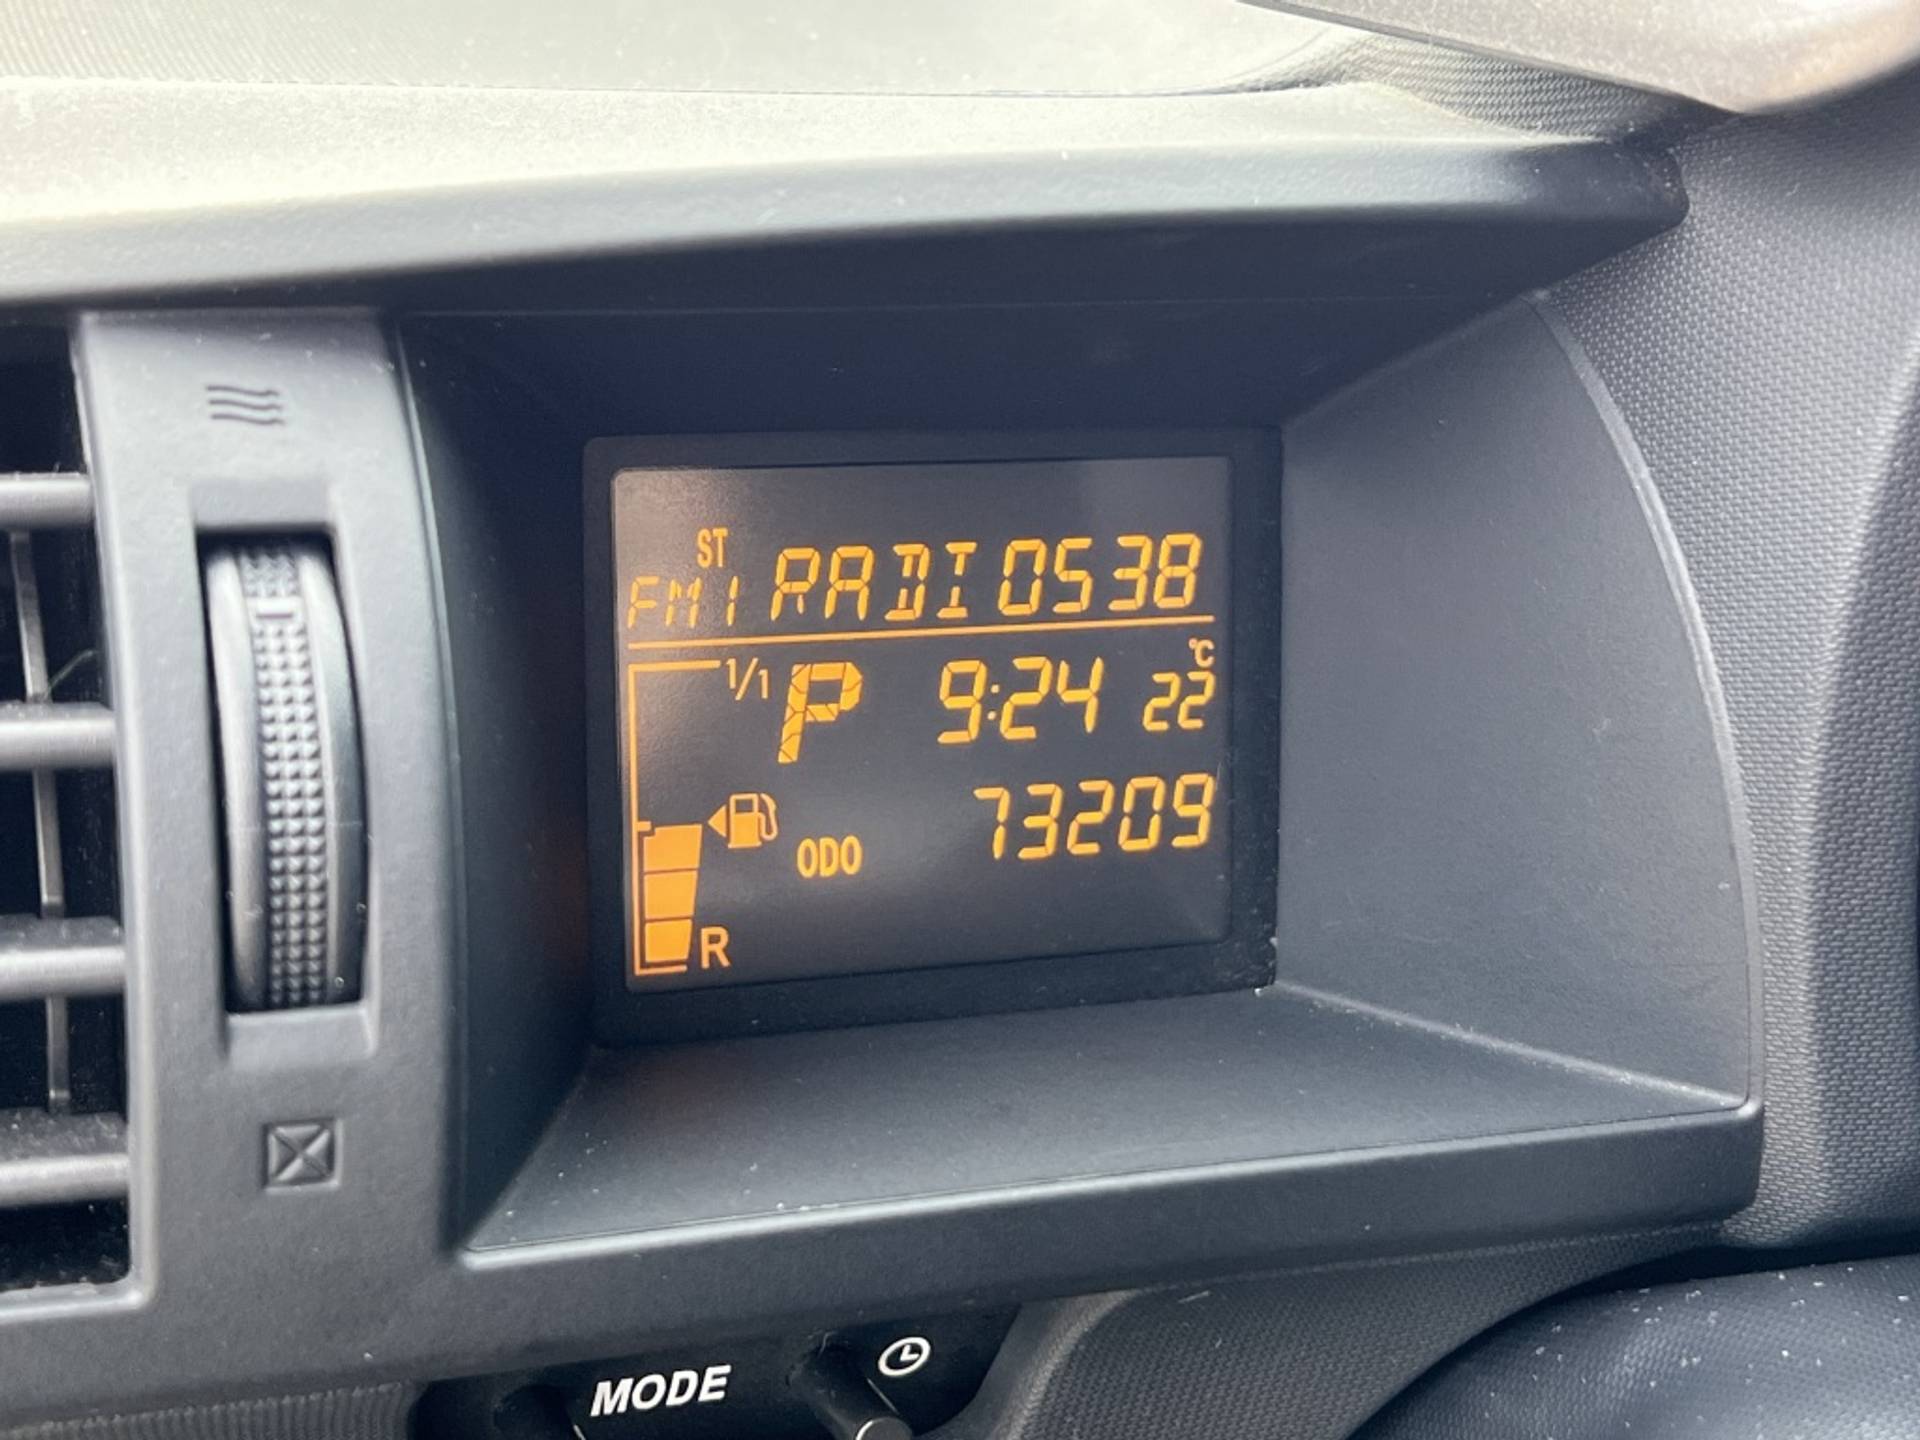 ST
FM1 RADIO538
1/1 P 9:24 22 °C
ODO 73209
R
MODE